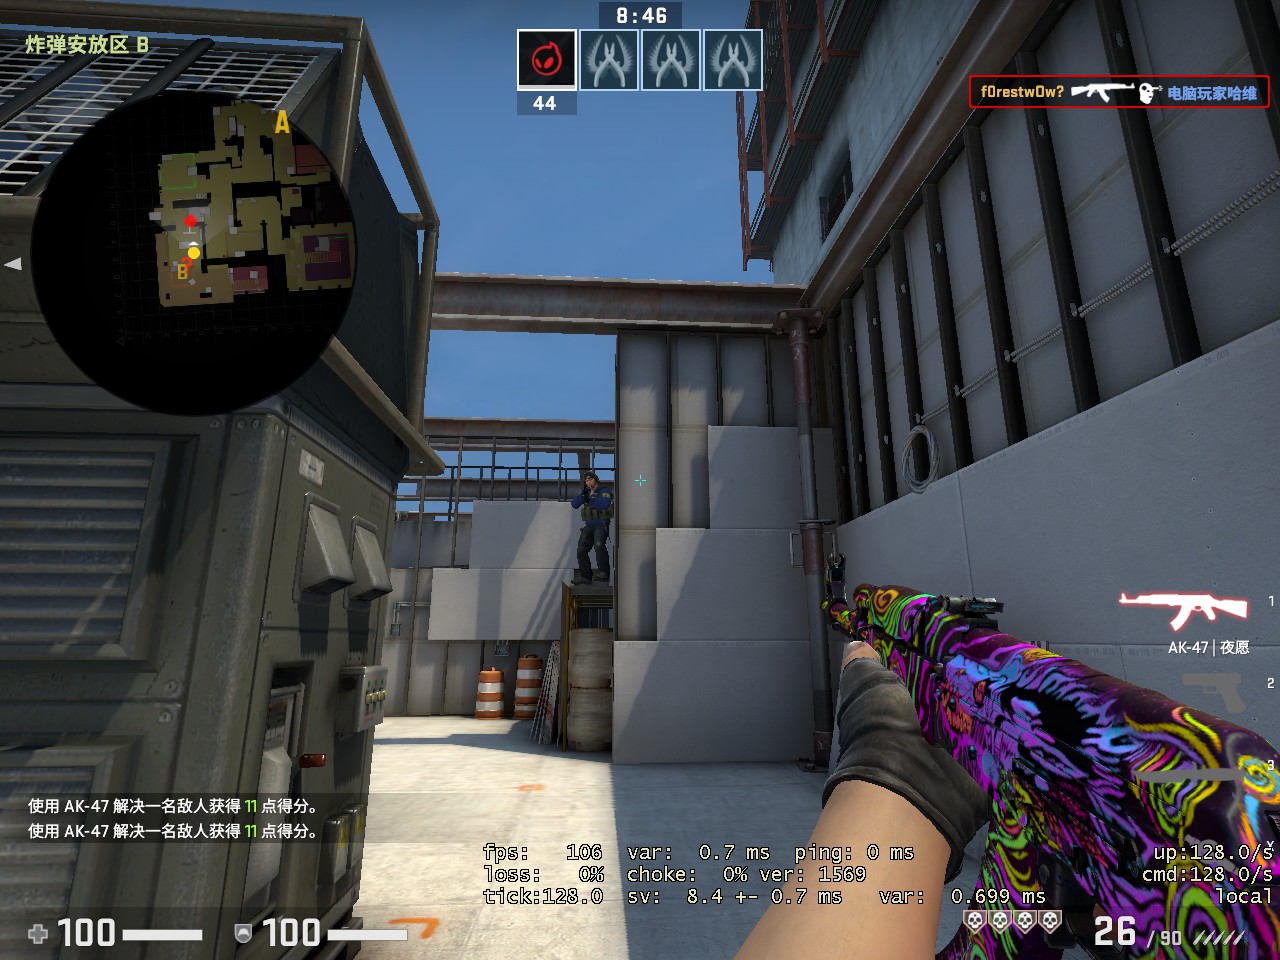 8:46
炸弹安放区 B
44
f0restw0w? 电脑玩家哈维
A
B
1
AK-47 | 夜愿
2
3
使用 AK-47 解决一名敌人获得 11 点得分。
使用 AK-47 解决一名敌人获得 11 点得分。
fps: 106 var: 0.7 ms ping: 0 ms
up:128.0/s
loss: 0% choke: 0% ver: 1569
cmd:128.0/s
tick:128.0 sv: 8.4 +- 0.7 ms var: 0.699 ms
local
100
100
26 / 90